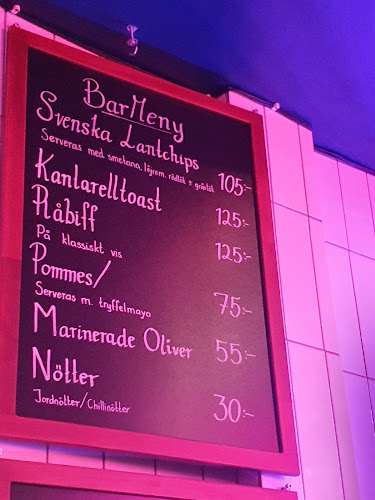 BarMeny
Svenska Lantchips
Serveras med smetana, löjrom, rödlök & gräslök 105:-
Kantarelltoast 125:-
Råbiff
På klassiskt vis 125:-
Pommes/
Serveras m. tryffelmayo 75:-
Marinerade Oliver 55:-
Nötter
Jordnötter/Chillinötter 30:-